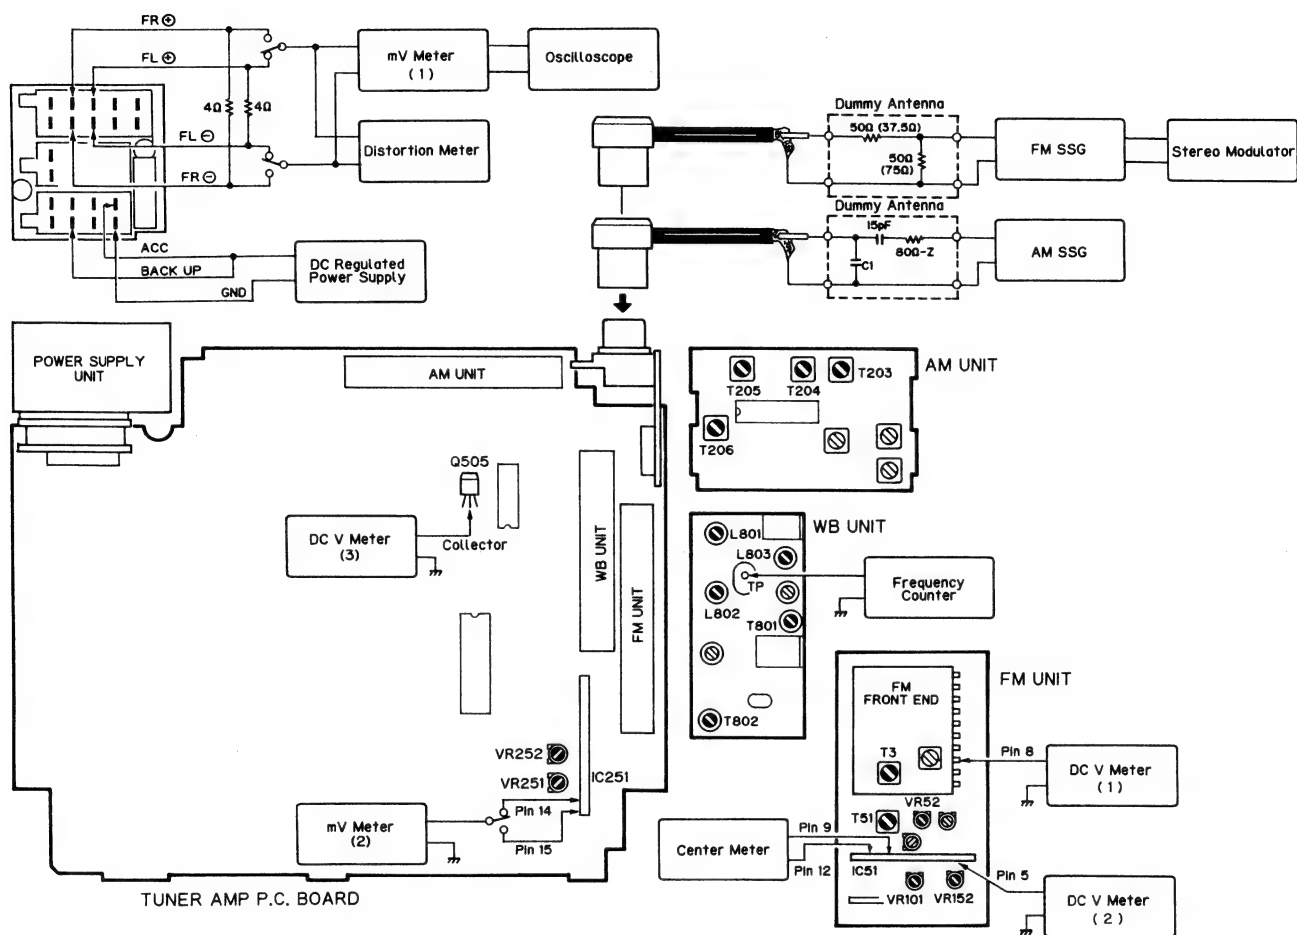 FR ⊕
FL ⊕
4Ω
4Ω
FL ⊖
FR ⊖
ACC
BACK UP
GND
mV Meter
(1)
Oscilloscope
Distortion Meter
DC Regulated
Power Supply
Dummy Antenna
50Ω (37.5Ω)
50Ω
(75Ω)
FM SSG
Stereo Modulator
Dummy Antenna
15pF
80Ω-Z
C1
AM SSG
POWER SUPPLY
UNIT
AM UNIT
Q505
Collector
DC V Meter
(3)
WB UNIT
FM UNIT
VR252
VR251
IC251
Pin 14
Pin 15
mV Meter
(2)
TUNER AMP P.C. BOARD
AM UNIT
T205
T204
T203
T206
WB UNIT
L801
L803
TP
L802
T801
T802
Frequency
Counter
FM UNIT
FM
FRONT END
T3
Pin 8
DC V Meter
(1)
VR52
T51
Pin 9
Center Meter
Pin 12
IC51
Pin 5
VR101
VR152
DC V Meter
(2)